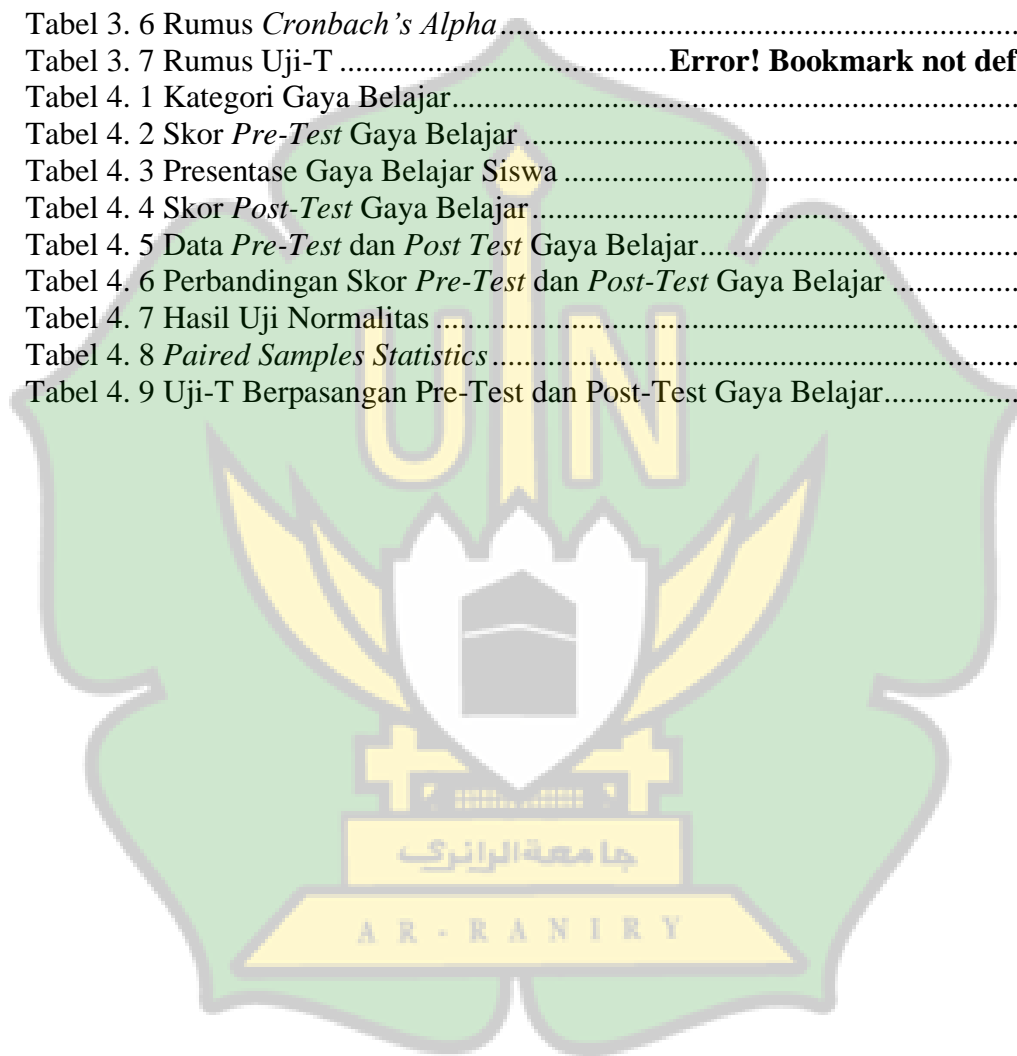 Tabel 3. 6 Rumus Cronbach's Alpha................................................................
Tabel 3. 7 Rumus Uji-T .........................................Error! Bookmark not def
Tabel 4. 1 Kategori Gaya Belajar......................................................................
Tabel 4. 2 Skor Pre-Test Gaya Belajar .............................................................
Tabel 4. 3 Presentase Gaya Belajar Siswa ........................................................
Tabel 4. 4 Skor Post-Test Gaya Belajar............................................................
Tabel 4. 5 Data Pre-Test dan Post Test Gaya Belajar.......................................
Tabel 4. 6 Perbandingan Skor Pre-Test dan Post-Test Gaya Belajar ...............
Tabel 4. 7 Hasil Uji Normalitas ........................................................................
Tabel 4. 8 Paired Samples Statistics.................................................................
Tabel 4. 9 Uji-T Berpasangan Pre-Test dan Post-Test Gaya Belajar................
UIN
جامعة الرانري
AR-RANIRY